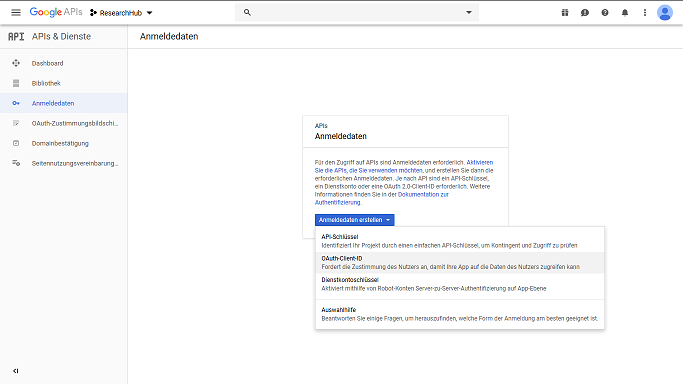 Google APIs
ResearchHub
API APIs & Dienste
Anmeldedaten
Dashboard
Bibliothek
Anmeldedaten
OAuth-Zustimmungsbildschi...
Domainbestätigung
Seitennutzungsvereinbarung...
APIs
Anmeldedaten
Für den Zugriff auf APIs sind Anmeldedaten erforderlich. Aktivieren
Sie die APIs, die Sie verwenden möchten, und erstellen Sie dann die
erforderlichen Anmeldedaten. Je nach API sind ein API-Schlüssel,
ein Dienstkonto oder eine OAuth 2.0-Client-ID erforderlich. Weitere
Informationen finden Sie in der Dokumentation zur
Authentifizierung.
Anmeldedaten erstellen
API-Schlüssel
Identifiziert Ihr Projekt durch einen einfachen API-Schlüssel, um Kontingent und Zugriff zu prüfen
OAuth-Client-ID
Fordert die Zustimmung des Nutzers an, damit Ihre App auf die Daten des Nutzers zugreifen kann
Dienstkontoschlüssel
Aktiviert mithilfe von Robot-Konten Server-zu-Server-Authentifizierung auf App-Ebene
Auswahlhilfe
Beantworten Sie einige Fragen, um herauszufinden, welche Form der Anmeldung am besten geeignet ist.